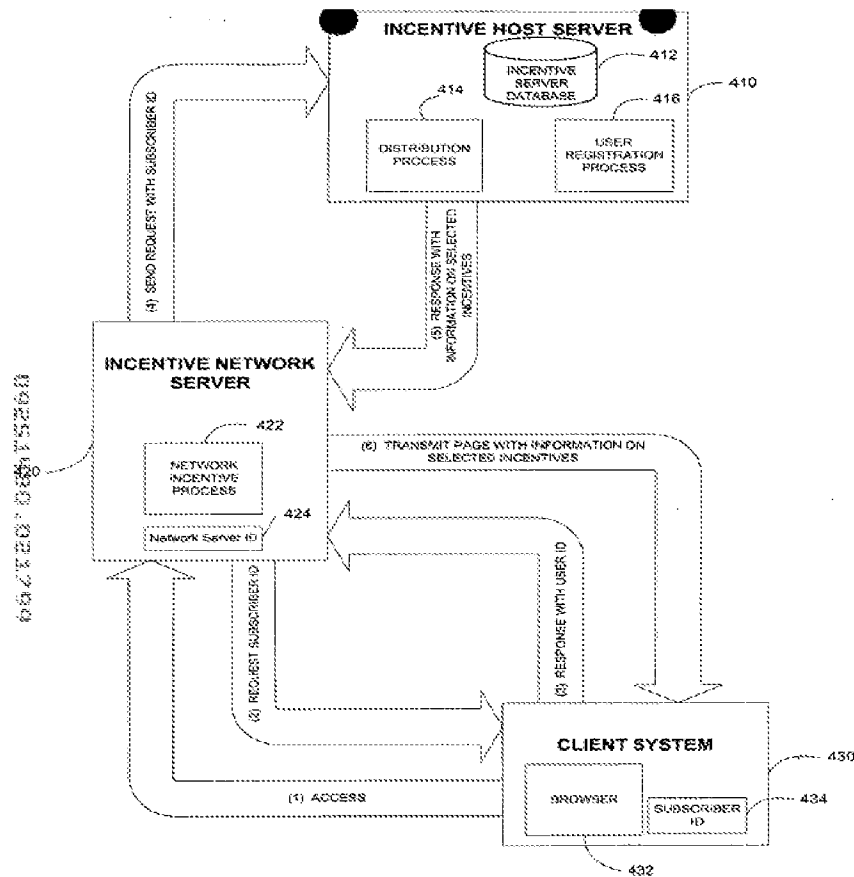 INCENTIVE HOST SERVER
INCENTIVE
SERVER
DATABASE
412
410
414
416
DISTRIBUTION
PROCESS
USER
REGISTRATION
PROCESS
(4) SEND REQUEST WITH SUBSCRIBER ID
(5) RESPONSE WITH
INFORMATION ON SELECTED
INCENTIVES
INCENTIVE NETWORK
SERVER
422
NETWORK
INCENTIVE
PROCESS
424
Network Server ID
420
(6) TRANSMIT PAGE WITH INFORMATION ON
SELECTED INCENTIVES
(2) REQUEST SUBSCRIBER ID
(3) RESPONSE WITH USER ID
(1) ACCESS
CLIENT SYSTEM
430
BROWSER
SUBSCRIBER
ID
434
432